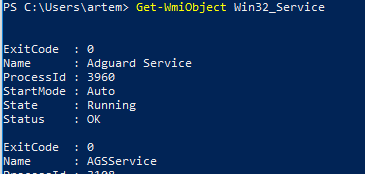 PS C:\Users\artem> Get-WmiObject Win32_Service
ExitCode : 0
Name : Adguard Service
ProcessId : 3960
StartMode : Auto
State : Running
Status : OK
ExitCode : 0
Name : AGSService
ProcessId : 3108